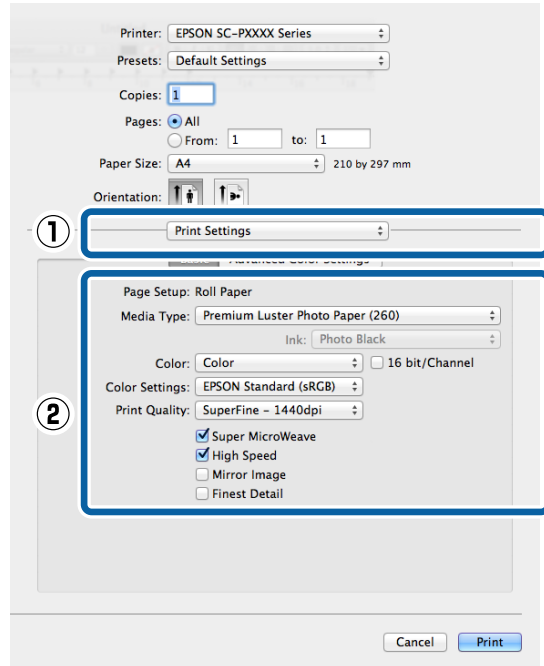 Printer: EPSON SC-PXXXX Series
Presets: Default Settings
Copies: 1
Pages: All
From: 1 to: 1
Paper Size: A4 210 by 297 mm
Orientation:
① Print Settings
Advanced Color Settings
Page Setup: Roll Paper
Media Type: Premium Luster Photo Paper (260)
Ink: Photo Black
Color: Color 16 bit/Channel
Color Settings: EPSON Standard (sRGB)
② Print Quality: SuperFine – 1440dpi
Super MicroWeave
High Speed
Mirror Image
Finest Detail
Cancel Print